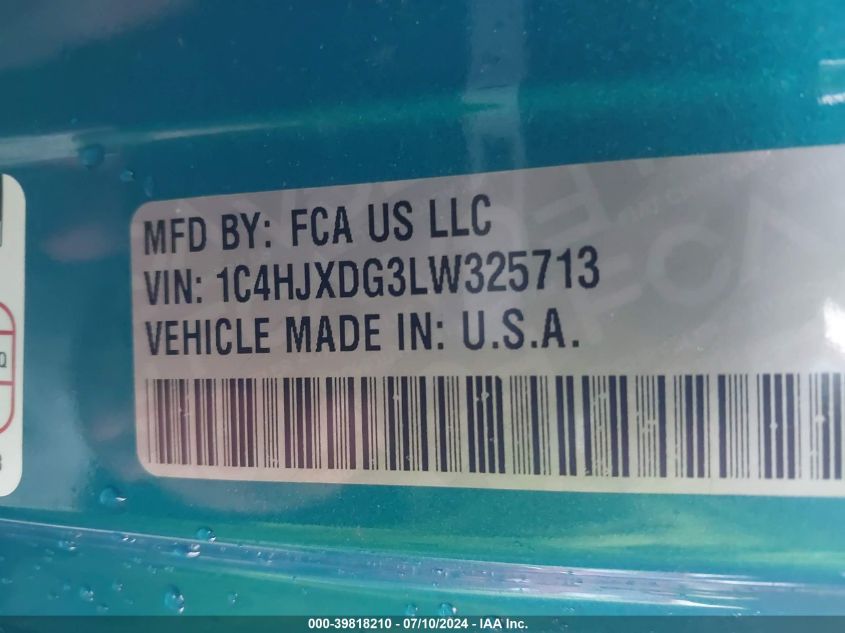 MFD BY: FCA US LLC
VIN: 1C4HJXDG3LW325713
VEHICLE MADE IN: U.S.A.
Q
000-39818210 - 07/10/2024 - IAA Inc.